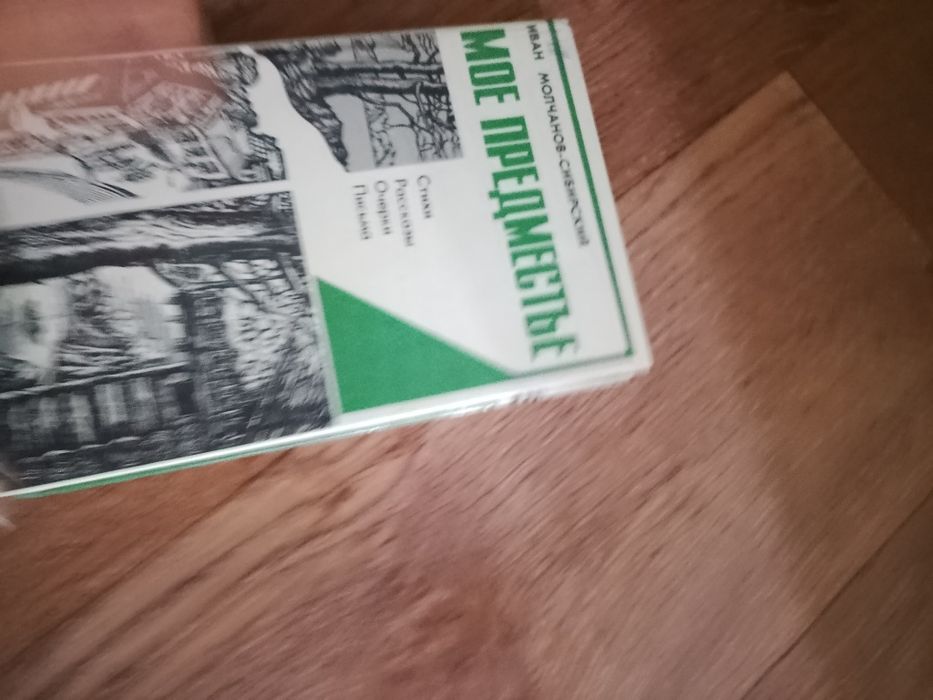 ИВАН МОЛЧАНОВ-СИБИРСКИЙ
МОЕ ПРЕДМЕСТЬЕ
Стихи
Рассказы
Очерки
Письма